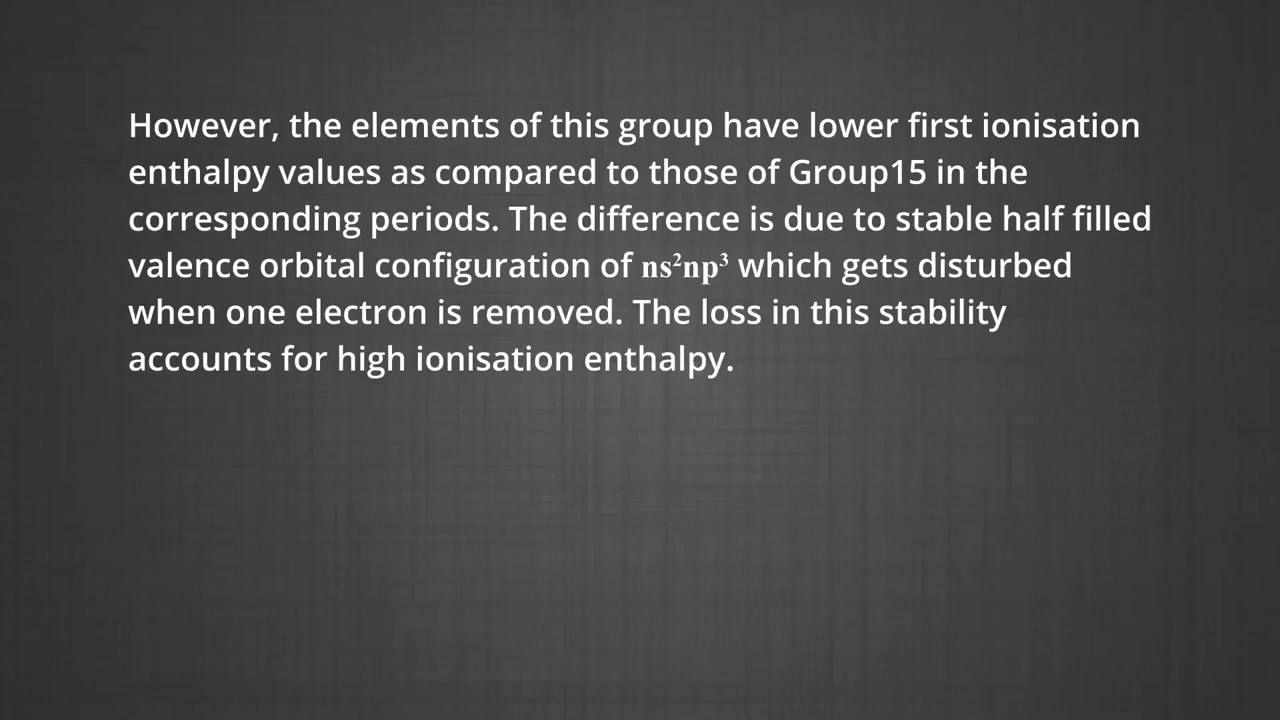 However, the elements of this group have lower first ionisation
enthalpy values as compared to those of Group15 in the
corresponding periods. The difference is due to stable half filled
valence orbital configuration of ns²np³ which gets disturbed
when one electron is removed. The loss in this stability
accounts for high ionisation enthalpy.